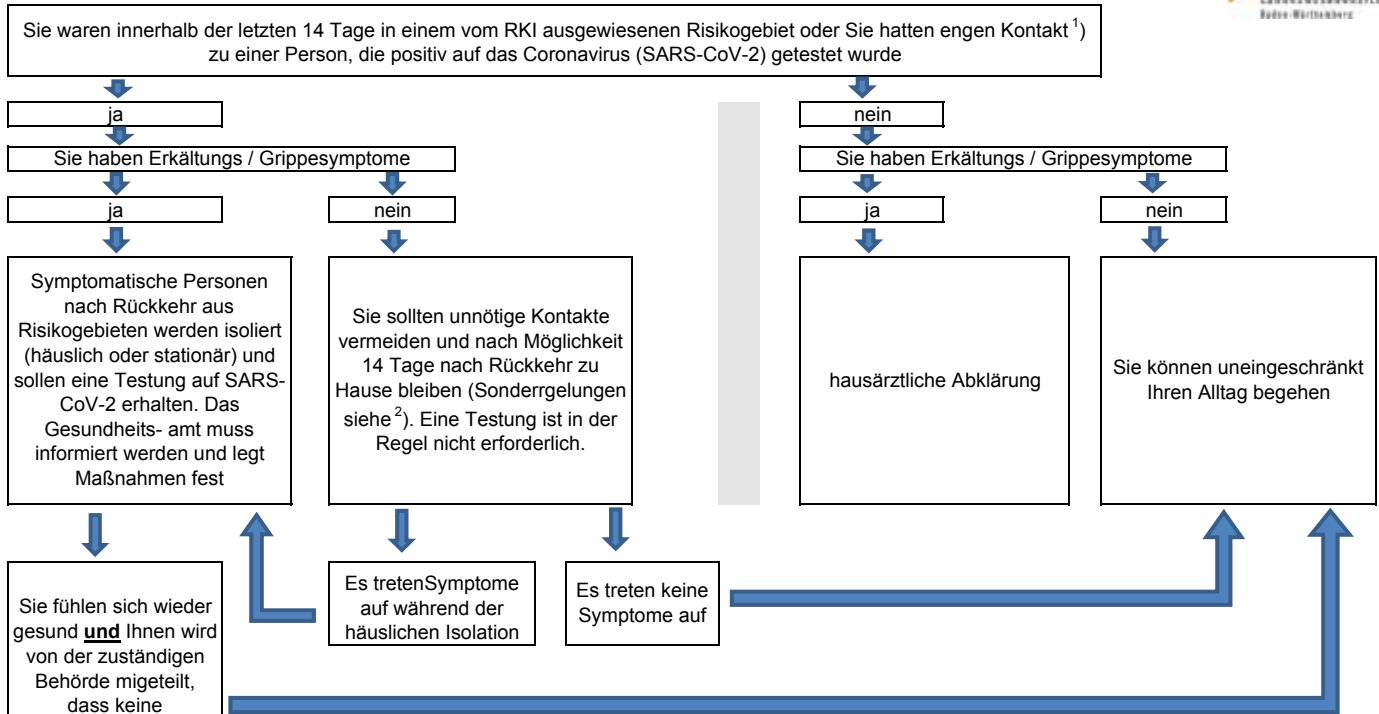 Baden-Württemberg
Sie waren innerhalb der letzten 14 Tage in einem vom RKI ausgewiesenen Risikogebiet oder Sie hatten engen Kontakt ¹)
zu einer Person, die positiv auf das Coronavirus (SARS-CoV-2) getestet wurde
ja
nein
Sie haben Erkältungs / Grippesymptome
Sie haben Erkältungs / Grippesymptome
ja
nein
ja
nein
Symptomatische Personen
nach Rückkehr aus
Risikogebieten werden isoliert
(häuslich oder stationär) und
sollen eine Testung auf SARS-
CoV-2 erhalten. Das
Gesundheits- amt muss
informiert werden und legt
Maßnahmen fest
Sie sollten unnötige Kontakte
vermeiden und nach Möglichkeit
14 Tage nach Rückkehr zu
Hause bleiben (Sonderrgelungen
siehe ²). Eine Testung ist in der
Regel nicht erforderlich.
hausärztliche Abklärung
Sie können uneingeschränkt
Ihren Alltag begehen
Sie fühlen sich wieder
gesund und Ihnen wird
von der zuständigen
Behörde migeteilt,
dass keine
Es tretenSymptome
auf während der
häuslichen Isolation
Es treten keine
Symptome auf